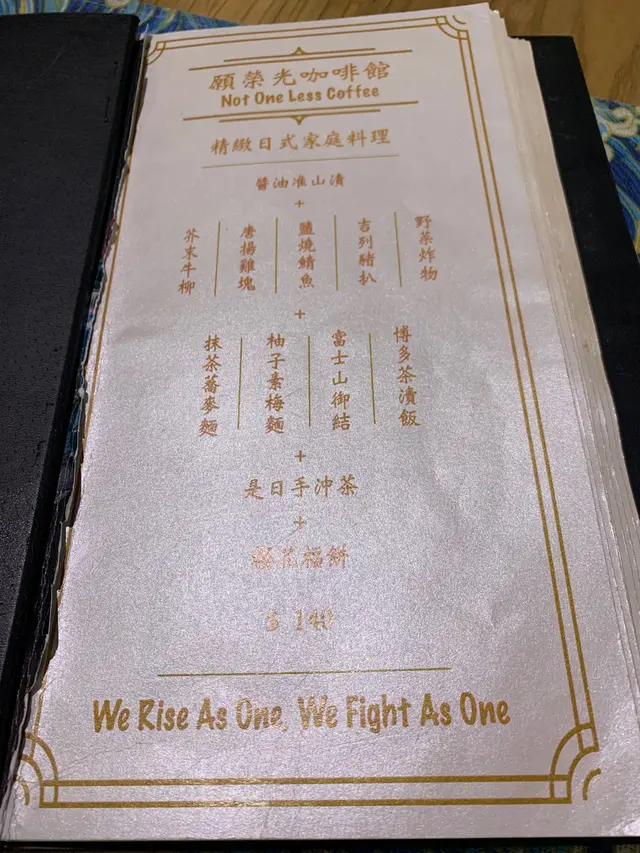 願榮光咖啡館
Not One Less Coffee
精緻日式家庭料理
醬油淮山漬
+
野菜炸物
吉列豬扒
鹽燒鯖魚
唐揚雞塊
芥末牛柳
+
博多茶漬飯
富士山御結
柚子素梅麵
抹茶蕎麥麵
+
是日手沖茶
+
櫻花福餅
$ 140
We Rise As One, We Fight As One